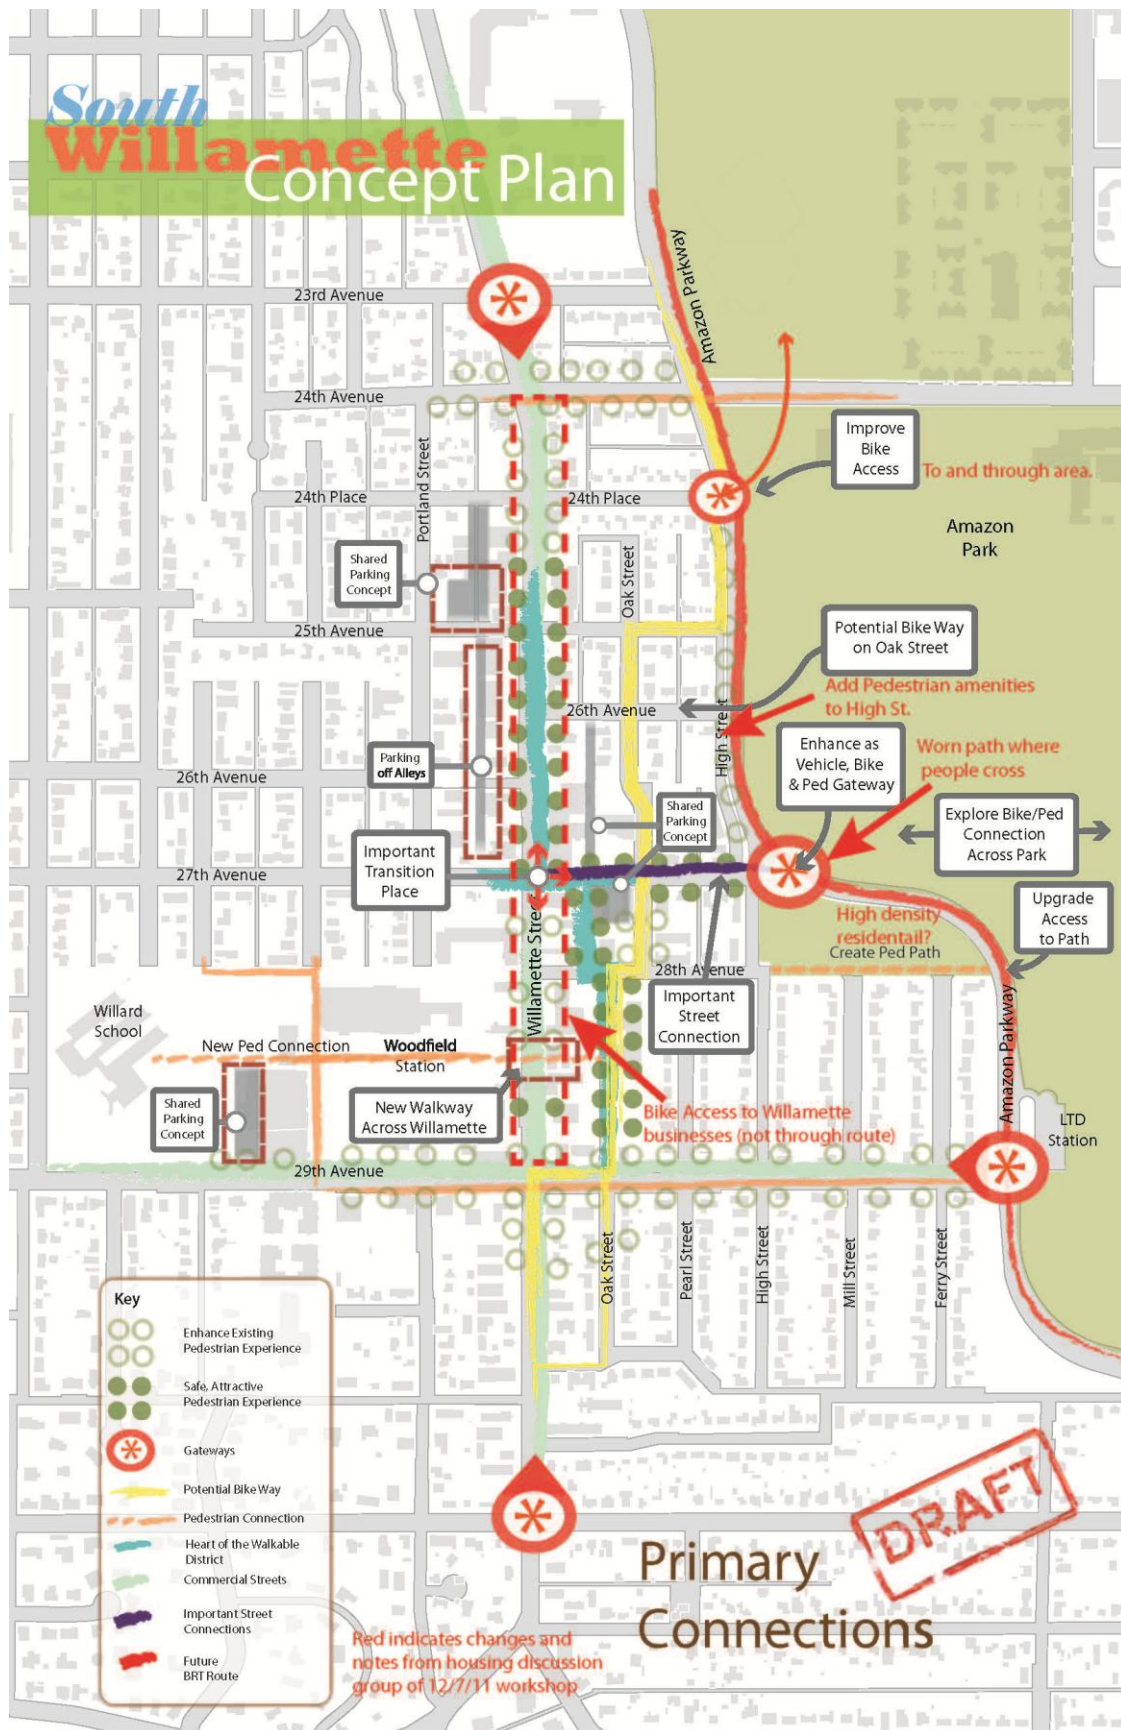 South
Willamette
Concept Plan
23rd Avenue
Amazon Parkway
24th Avenue
Improve
Bike
Access
To and through area.
Portland Street
24th Place
24th Place
Amazon
Park
Shared
Parking
Concept
Oak Street
25th Avenue
Potential Bike Way
on Oak Street
Add Pedestrian amenities
to High St.
26th Avenue
High Street
Enhance as
Vehicle, Bike
& Ped Gateway
Worn path where
people cross
Parking
off Alleys
26th Avenue
Shared
Parking
Concept
Explore Bike/Ped
Connection
Across Park
Important
Transition
Place
27th Avenue
Upgrade
Access
to Path
High density
residentail?
Create Ped Path
Willamette Street
28th Avenue
Important
Street
Connection
Willard
School
New Ped Connection
Woodfield
Station
Amazon Parkway
Shared
Parking
Concept
New Walkway
Across Willamette
Bike Access to Willamette
businesses (not through route)
LTD
Station
29th Avenue
Oak Street
Pearl Street
High Street
Mill Street
Ferry Street
Key
Enhance Existing
Pedestrian Experience
Safe, Attractive
Pedestrian Experience
Gateways
Potential Bike Way
Pedestrian Connection
Heart of the Walkable
District
Commercial Streets
Important Street
Connections
Future
BRT Route
DRAFT
Primary
Connections
Red indicates changes and
notes from housing discussion
group of 12/7/11 workshop